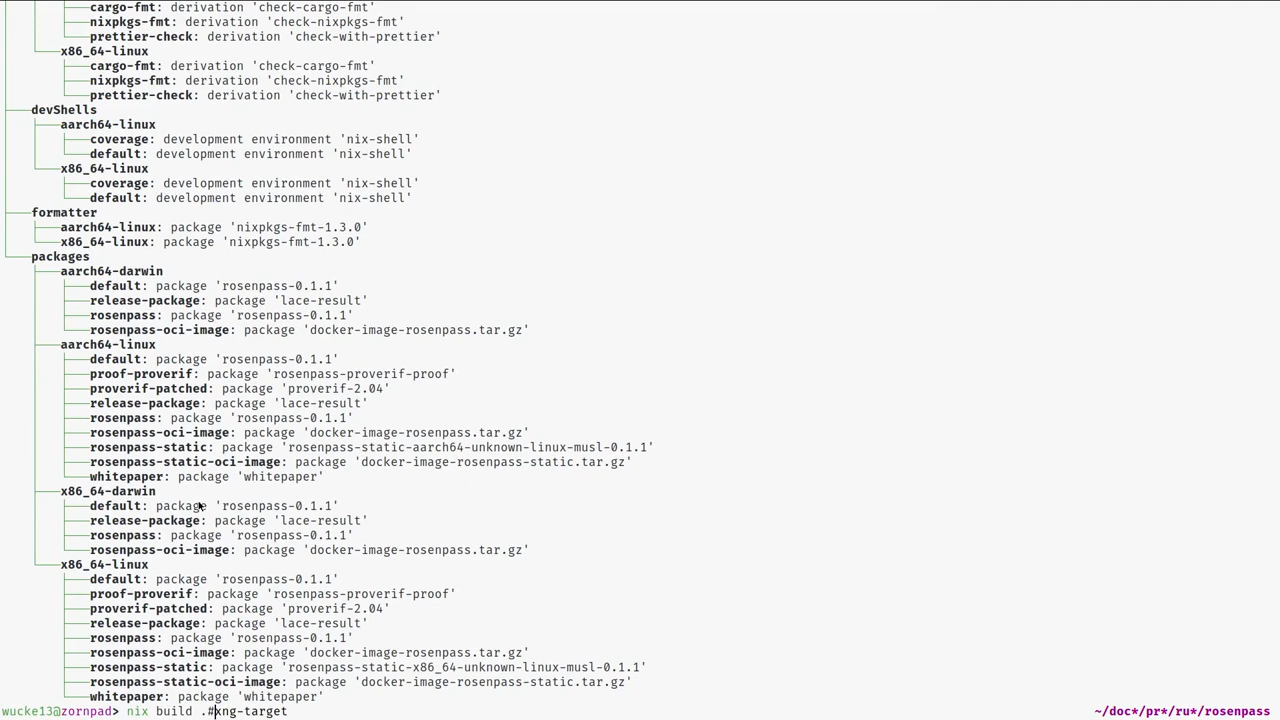 cargo-fmt: derivation 'check-cargo-fmt'
nixpkgs-fmt: derivation 'check-nixpkgs-fmt'
prettier-check: derivation 'check-with-prettier'
x86_64-linux
cargo-fmt: derivation 'check-cargo-fmt'
nixpkgs-fmt: derivation 'check-nixpkgs-fmt'
prettier-check: derivation 'check-with-prettier'
devShells
aarch64-linux
coverage: development environment 'nix-shell'
default: development environment 'nix-shell'
x86_64-linux
coverage: development environment 'nix-shell'
default: development environment 'nix-shell'
formatter
aarch64-linux: package 'nixpkgs-fmt-1.3.0'
x86_64-linux: package 'nixpkgs-fmt-1.3.0'
packages
aarch64-darwin
default: package 'rosenpass-0.1.1'
release-package: package 'lace-result'
rosenpass: package 'rosenpass-0.1.1'
rosenpass-oci-image: package 'docker-image-rosenpass.tar.gz'
aarch64-linux
default: package 'rosenpass-0.1.1'
proof-proverif: package 'rosenpass-proverif-proof'
proverif-patched: package 'proverif-2.04'
release-package: package 'lace-result'
rosenpass: package 'rosenpass-0.1.1'
rosenpass-oci-image: package 'docker-image-rosenpass.tar.gz'
rosenpass-static: package 'rosenpass-static-aarch64-unknown-linux-musl-0.1.1'
rosenpass-static-oci-image: package 'docker-image-rosenpass-static.tar.gz'
whitepaper: package 'whitepaper'
x86_64-darwin
default: package 'rosenpass-0.1.1'
release-package: package 'lace-result'
rosenpass: package 'rosenpass-0.1.1'
rosenpass-oci-image: package 'docker-image-rosenpass.tar.gz'
x86_64-linux
default: package 'rosenpass-0.1.1'
proof-proverif: package 'rosenpass-proverif-proof'
proverif-patched: package 'proverif-2.04'
release-package: package 'lace-result'
rosenpass: package 'rosenpass-0.1.1'
rosenpass-oci-image: package 'docker-image-rosenpass.tar.gz'
rosenpass-static: package 'rosenpass-static-x86_64-unknown-linux-musl-0.1.1'
rosenpass-static-oci-image: package 'docker-image-rosenpass-static.tar.gz'
whitepaper: package 'whitepaper'
wucke13@zornpad> nix build .#xng-target ~/doc*/pr*/ru*/rosenpass